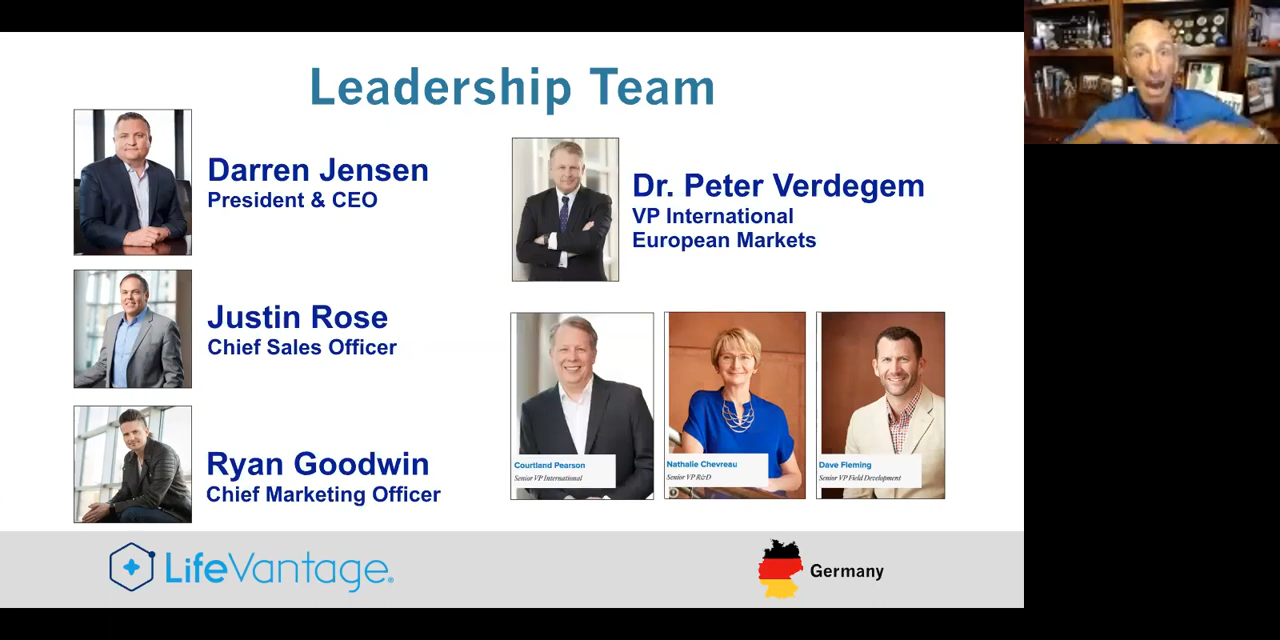 Leadership Team
Darren Jensen
President & CEO
Justin Rose
Chief Sales Officer
Ryan Goodwin
Chief Marketing Officer
Dr. Peter Verdegem
VP International
European Markets
Courtland Pearson
Senior VP International
Nathalie Chevreau
Senior VP R&D
Dave Fleming
Senior VP Field Development
LifeVantage®
Germany